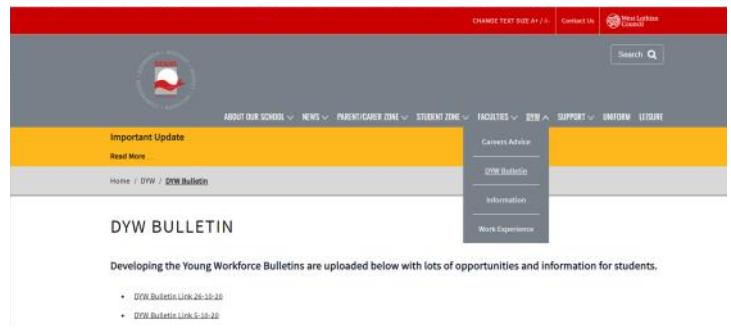 CHANGE TEXT SIZE A+ / A- Contact Us West Lothian Council
Search
DEANS
ABOUT OUR SCHOOL NEWS PARENT/CARER ZONE STUDENT ZONE FACULTIES DYW SUPPORT UNIFORM LEISURE
Important Update
Read More ...
Careers Advice
DYW Bulletin
Information
Work Experience
Home / DYW / DYW Bulletin
DYW BULLETIN
Developing the Young Workforce Bulletins are uploaded below with lots of opportunities and information for students.
• DYW Bulletin Link 26-10-20
• DYW Bulletin Link 5-10-20